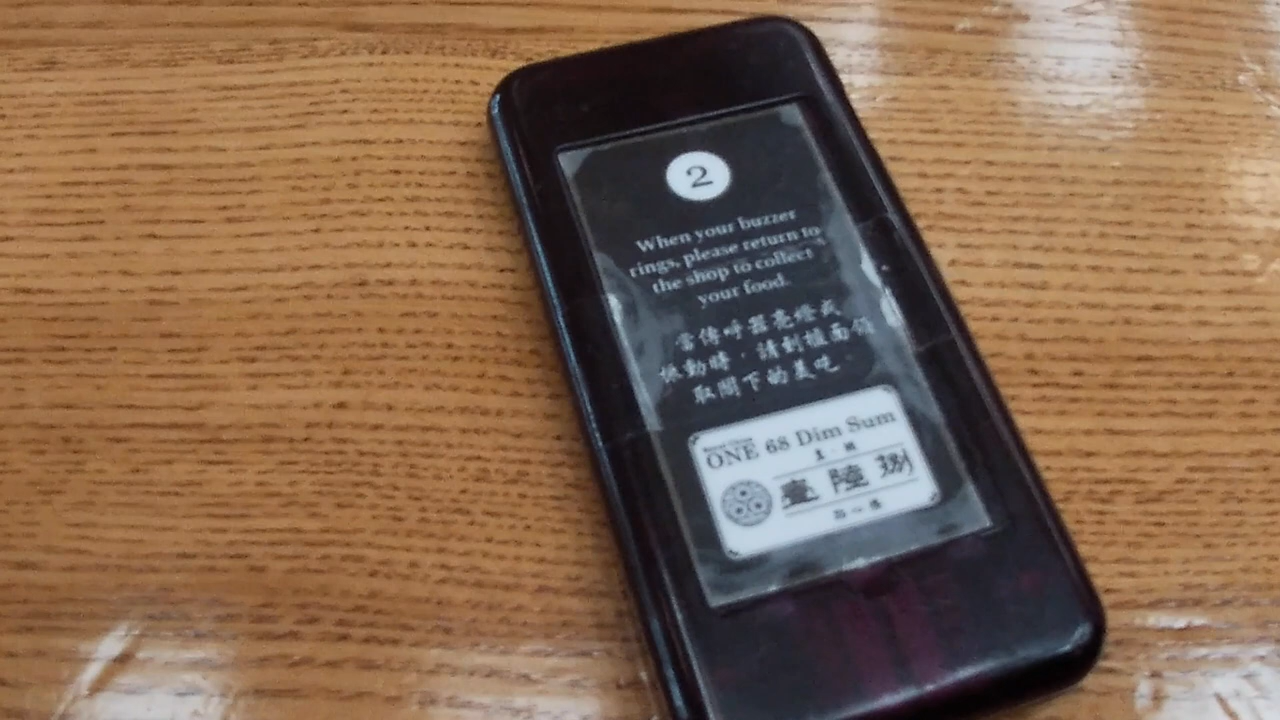 2
When your buzzer
rings, please return to
the shop to collect
your food.
當傳呼器亮燈或
振動時，請到檯面領
取閣下的美吃
ONE 68 Dim Sum
壹陸捌